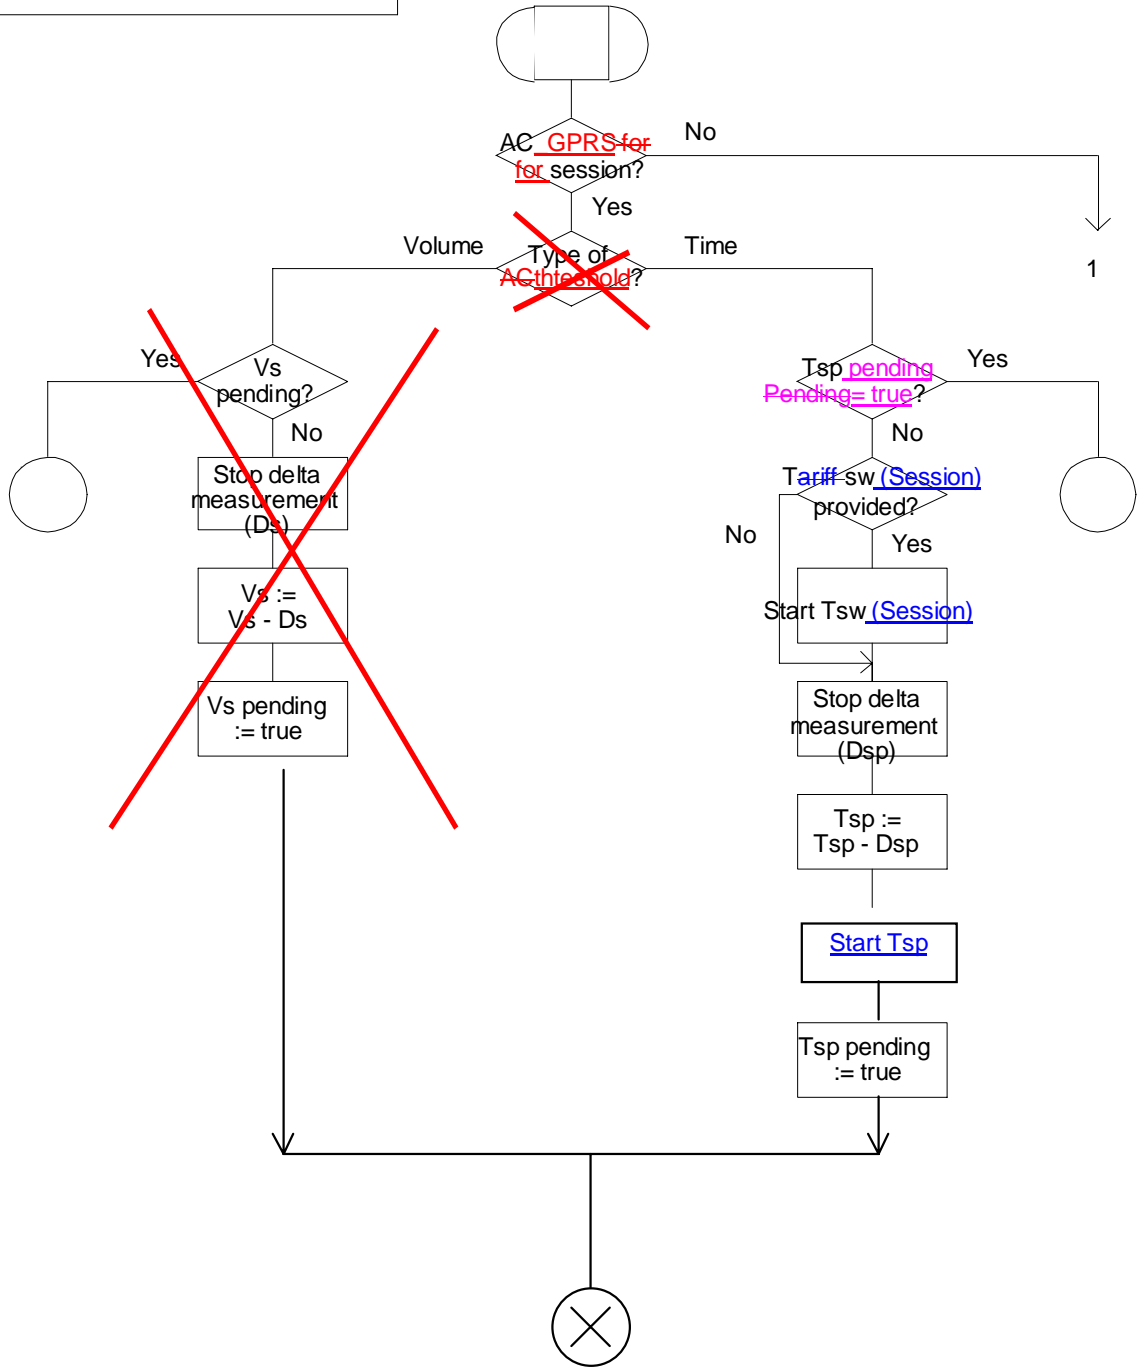 No
AC GPRS for
for session?
Yes
Volume
Type of
ACthteshold?
Time
1
Yes
Vs
pending?
No
Stop delta
measurement
(Ds)
Vs :=
Vs - Ds
Vs pending
:= true
Tsp pending
Pending= true?
Yes
No
Tariff sw (Session)
provided?
No
Yes
Start Tsw (Session)
Stop delta
measurement
(Dsp)
Tsp :=
Tsp - Dsp
Start Tsp
Tsp pending
:= true